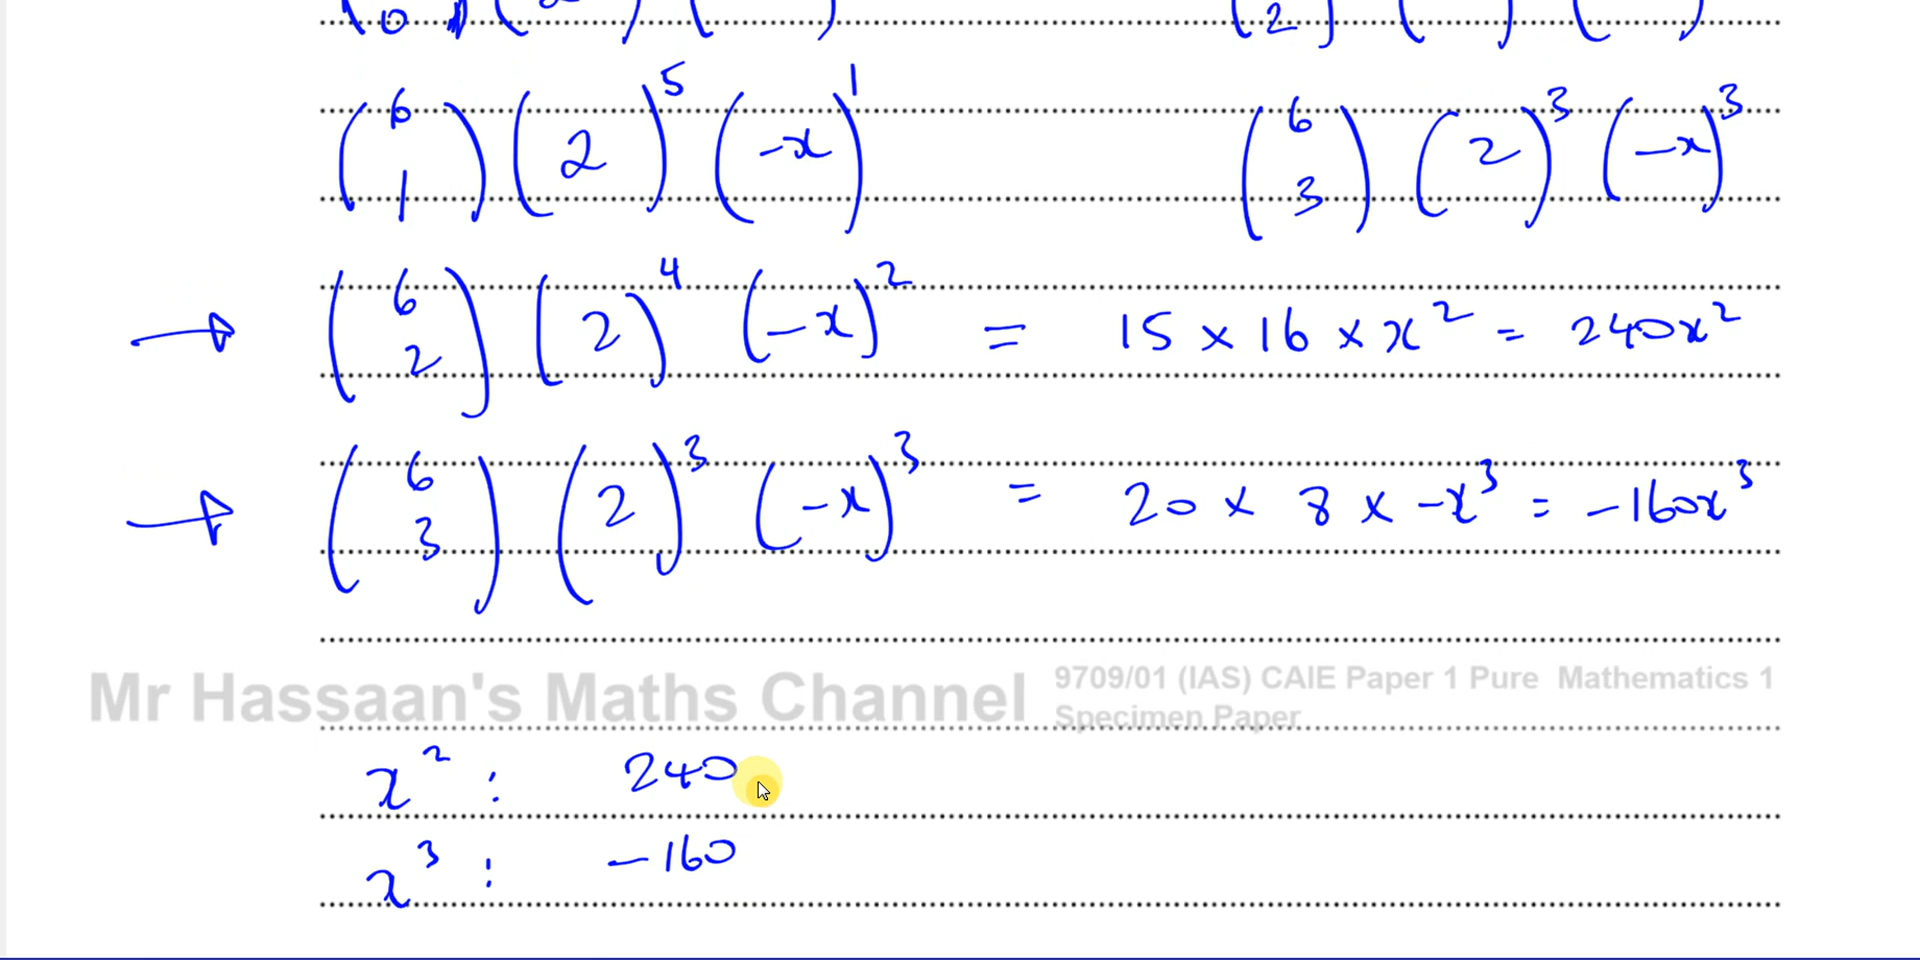 (6 1) (2)^5 (-x)^1 (6 3) (2)^3 (-x)^3
→ (6 2) (2)^4 (-x)^2 = 15 × 16 × x^2 = 240x^2
→ (6 3) (2)^3 (-x)^3 = 20 × 8 × -x^3 = -160x^3
Mr Hassaan's Maths Channel
9709/01 (IAS) CAIE Paper 1 Pure Mathematics 1
Specimen Paper
x^2 : 240
x^3 : -160